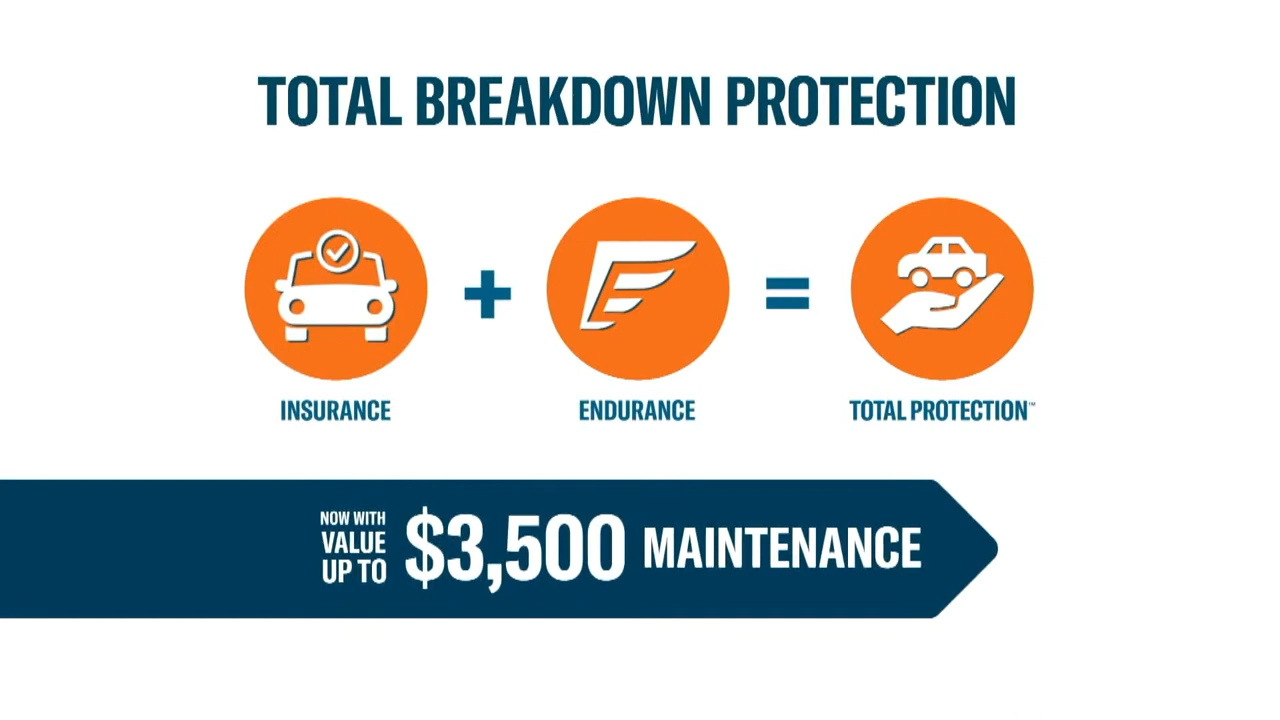 TOTAL BREAKDOWN PROTECTION
+
=
INSURANCE
ENDURANCE
TOTAL PROTECTION™
NOW WITH
VALUE
UP TO
$3,500 MAINTENANCE